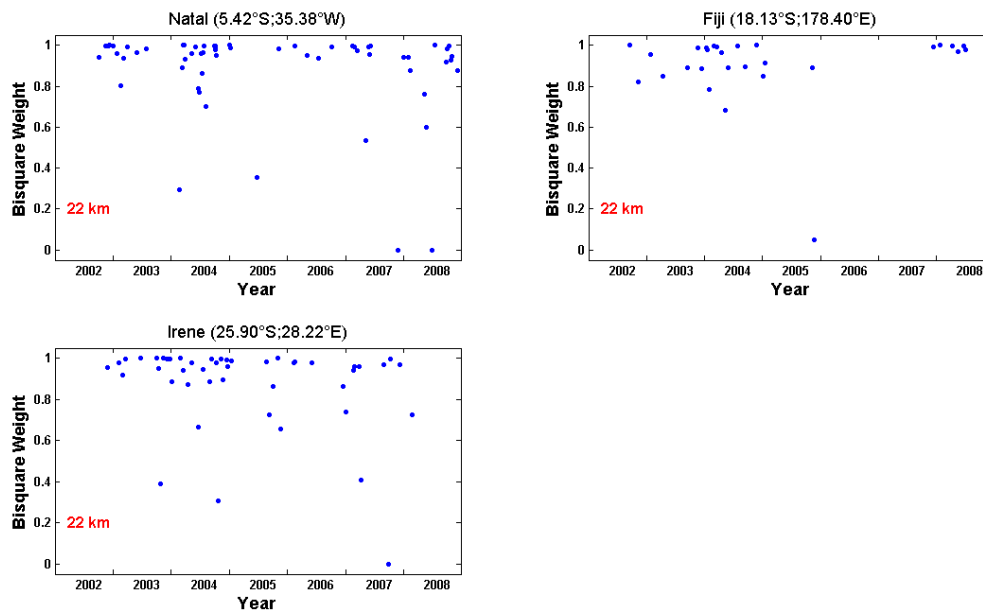 Natal (5.42°S;35.38°W)
1
0.8
0.6
0.4
0.2
0
Bisquare Weight
22 km
2002 2003 2004 2005 2006 2007 2008
Year
Fiji (18.13°S;178.40°E)
1
0.8
0.6
0.4
0.2
0
Bisquare Weight
22 km
2002 2003 2004 2005 2006 2007 2008
Year
Irene (25.90°S;28.22°E)
1
0.8
0.6
0.4
0.2
0
Bisquare Weight
22 km
2002 2003 2004 2005 2006 2007 2008
Year